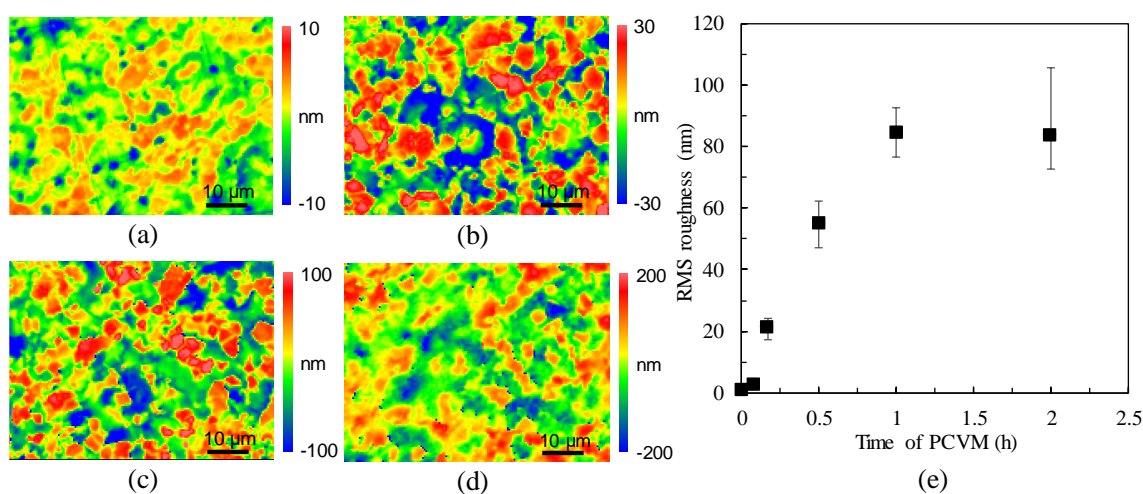 10
nm
-10
10 μm
(a)
30
nm
-30
10 μm
(b)
100
nm
-100
10 μm
(c)
200
nm
-200
10 μm
(d)
120
100
80
60
40
20
0
RMS roughness (nm)
0 0.5 1 1.5 2 2.5
Time of PCVM (h)
(e)